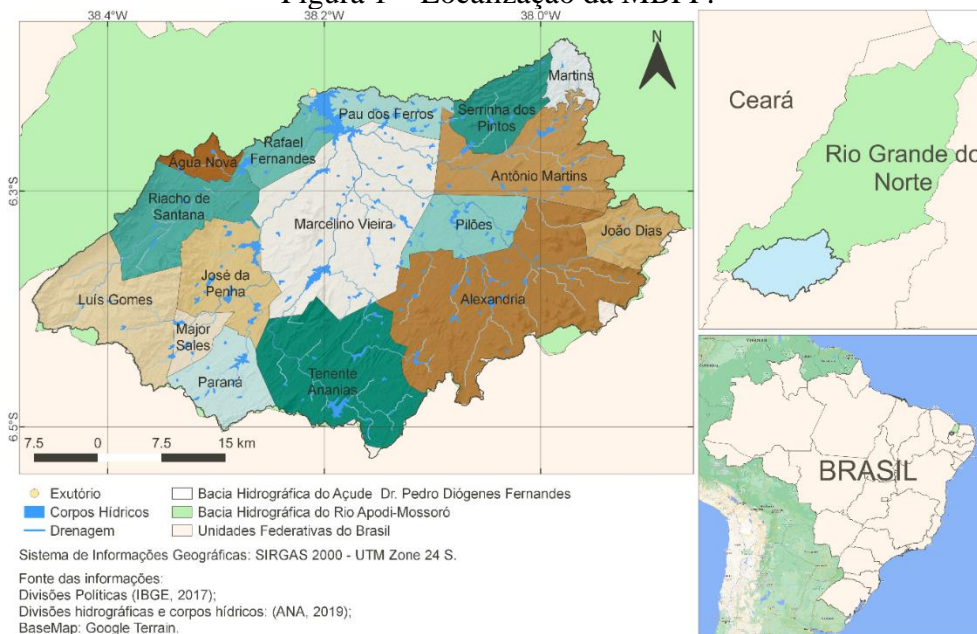 Figura 1 – Localização da MBPF.
38.4°W 38.2°W 38.0°W
N
Martins
Pau dos Ferros
Serrinha dos
Pintos
Rafael
Fernandes
Água Nova
Antônio Martins
6.3°S
Riacho de
Santana
Marcelino Vieira
Pilões
João Dias
José da
Penha
Luís Gomes
Alexandria
Major
Sales
Paraná
Tenente
Ananias
6.5°S
7.5 0 7.5 15 km
Exutório
Corpos Hídricos
Drenagem
Bacia Hidrográfica do Açude Dr. Pedro Diógenes Fernandes
Bacia Hidrográfica do Rio Apodi-Mossoró
Unidades Federativas do Brasil
Sistema de Informações Geográficas: SIRGAS 2000 - UTM Zone 24 S.
Fonte das informações:
Divisões Políticas (IBGE, 2017);
Divisões hidrográficas e corpos hídricos: (ANA, 2019);
BaseMap: Google Terrain.
Ceará
Rio Grande do
Norte
BRASIL